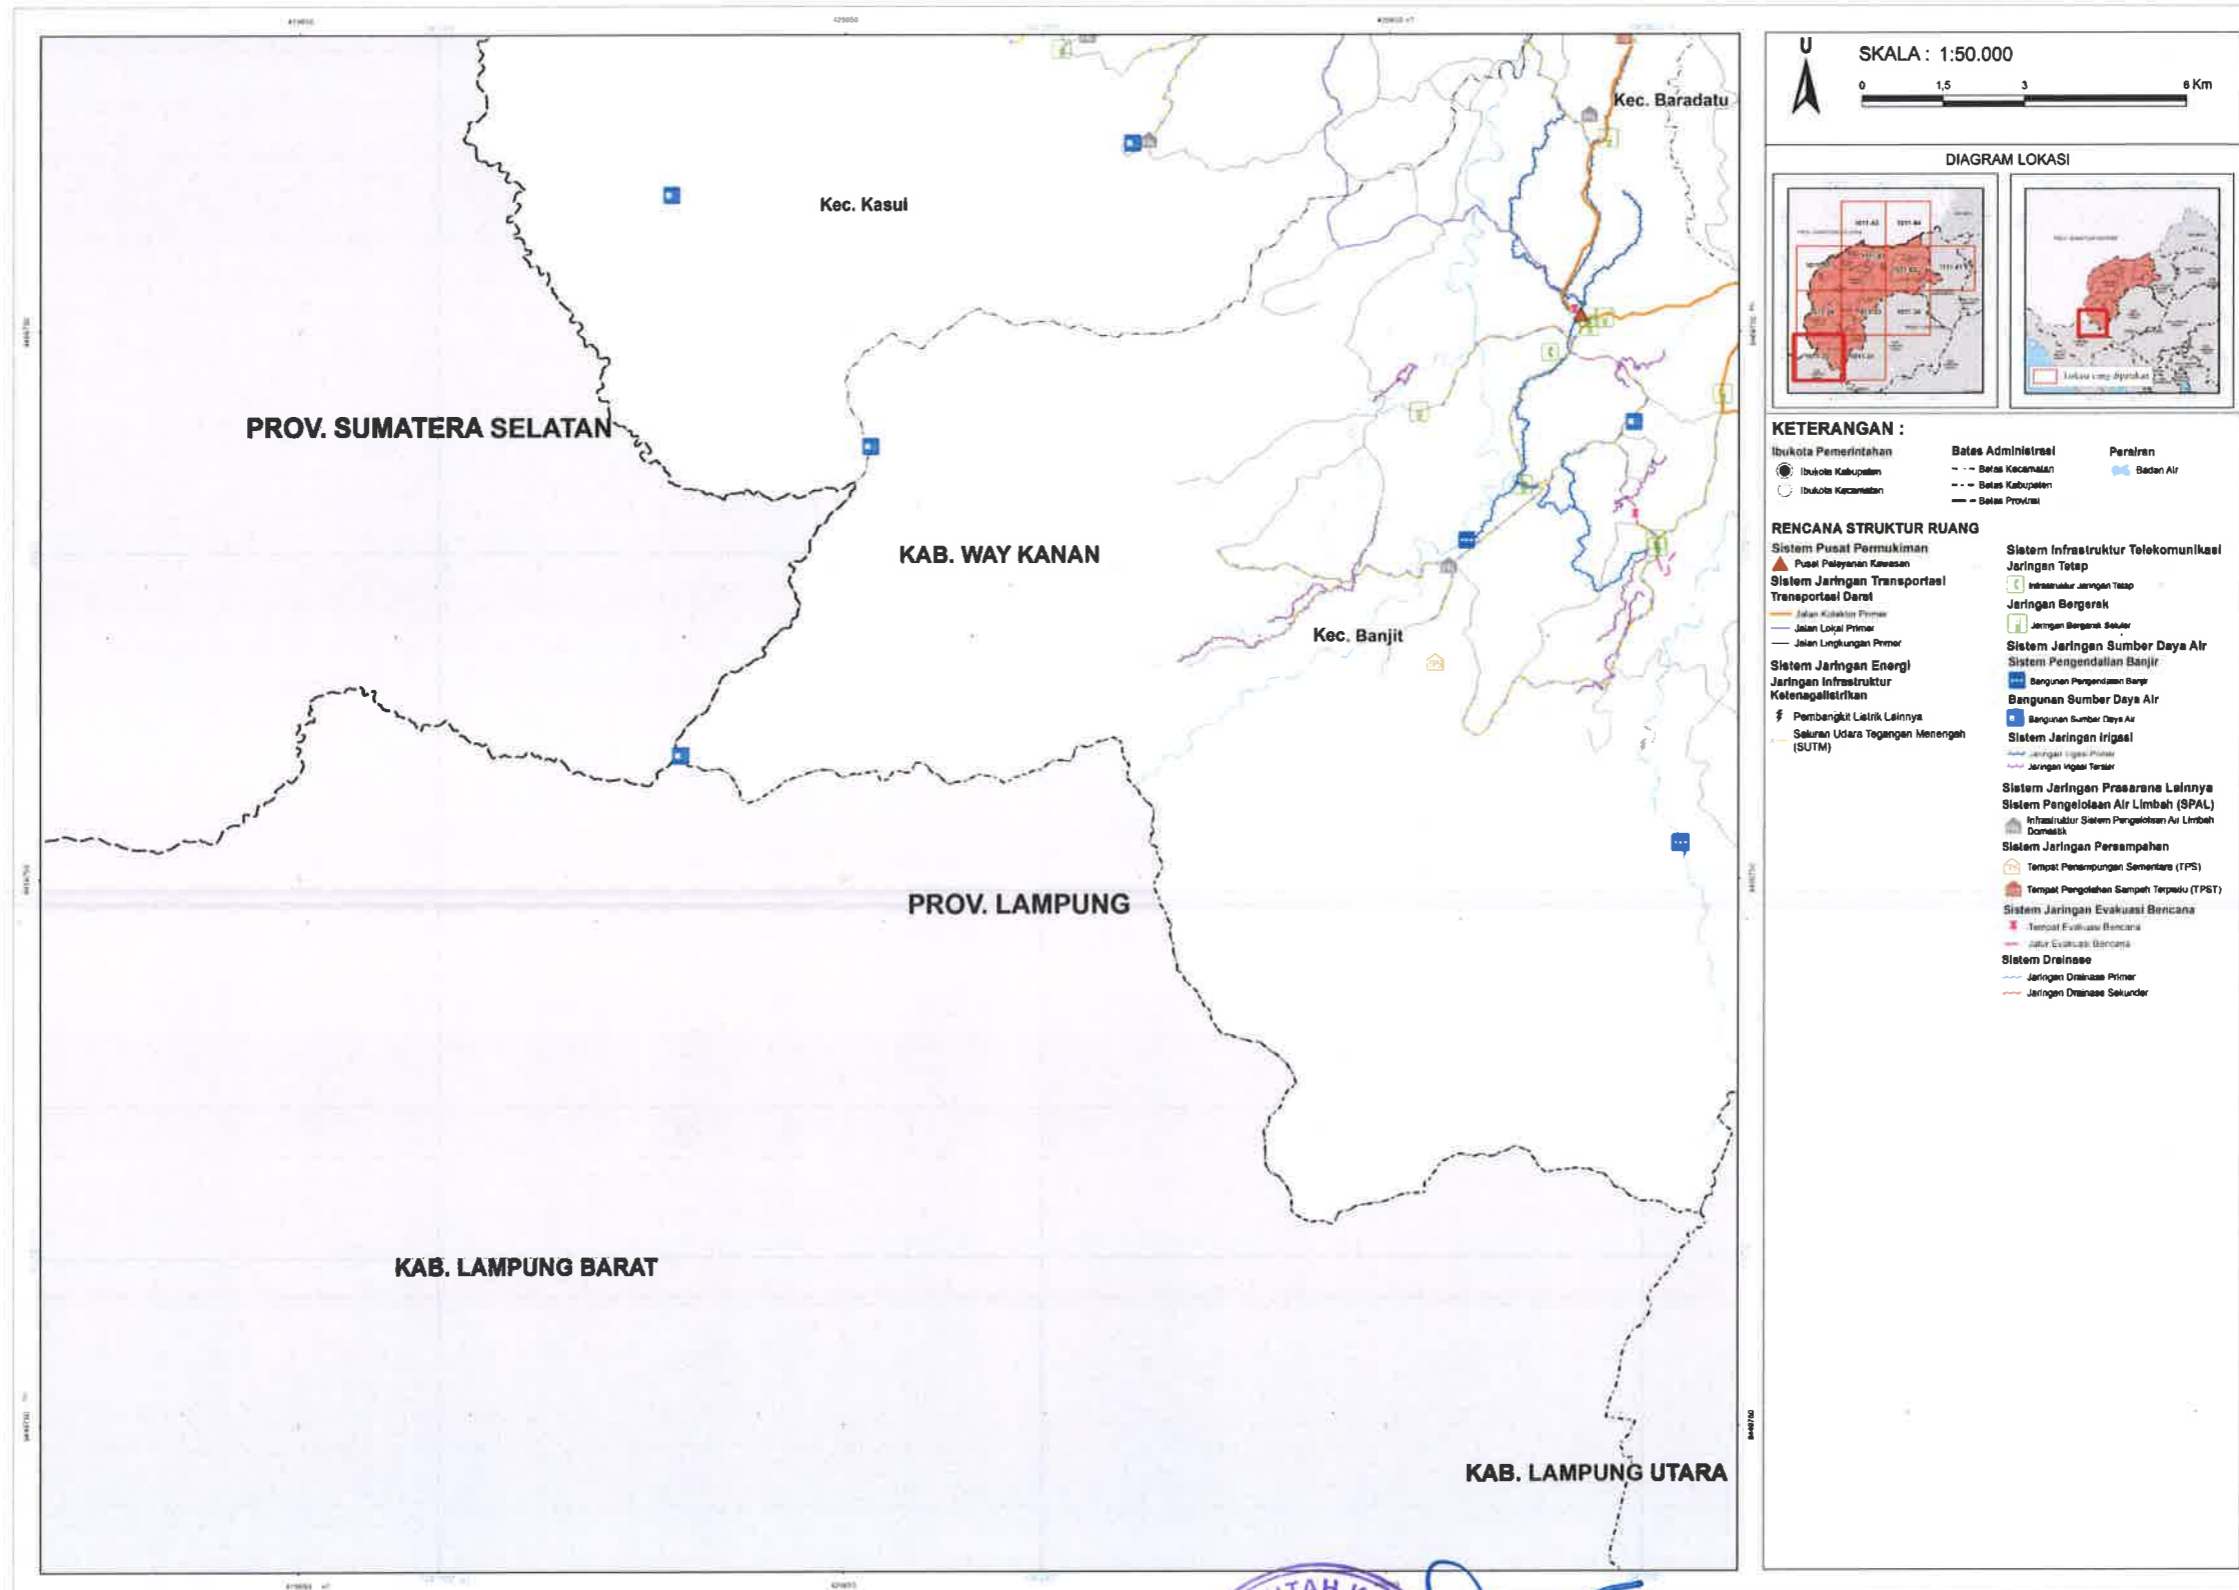 U
SKALA : 1:50.000
0 1,5 3 6 Km
DIAGRAM LOKASI
Lokasi yang dipetakan
KETERANGAN :
Ibukota Pemerintahan
Ibukota Kabupaten
Ibukota Kecamatan
Batas Administrasi
Batas Kecamatan
Batas Kabupaten
Batas Provinsi
Perairan
Badan Air
RENCANA STRUKTUR RUANG
Sistem Pusat Permukiman
Pusat Pelayanan Kawasan
Sistem Jaringan Transportasi
Transportasi Darat
Jalan Kolektor Primer
Jalan Lokal Primer
Jalan Lingkungan Primer
Sistem Jaringan Energi
Jaringan Infrastruktur
Ketenagalistrikan
Pembangkit Listrik Lainnya
Saluran Udara Tegangan Menengah
(SUTM)
Sistem Infrastruktur Telekomunikasi
Jaringan Tetap
Infrastruktur Jaringan Tetap
Jaringan Bergerak
Jaringan Bergerak Seluler
Sistem Jaringan Sumber Daya Air
Sistem Pengendalian Banjir
Bangunan Pengendalian Banjir
Bangunan Sumber Daya Air
Bangunan Sumber Daya Air
Sistem Jaringan Irigasi
Jaringan Irigasi Primer
Jaringan Irigasi Tersier
Sistem Jaringan Prasarana Lainnya
Sistem Pengelolaan Air Limbah (SPAL)
Infrastruktur Sistem Pengelolaan Air Limbah
Domestik
Sistem Jaringan Persampahan
Tempat Penampungan Sementara (TPS)
Tempat Pengolahan Sampah Terpadu (TPST)
Sistem Jaringan Evakuasi Bencana
Tempat Evakuasi Bencana
Jalur Evakuasi Bencana
Sistem Drainase
Jaringan Drainase Primer
Jaringan Drainase Sekunder
Kec. Baradatu
Kec. Kasui
PROV. SUMATERA SELATAN
KAB. WAY KANAN
Kec. Banjit
TPS
PROV. LAMPUNG
KAB. LAMPUNG BARAT
KAB. LAMPUNG UTARA